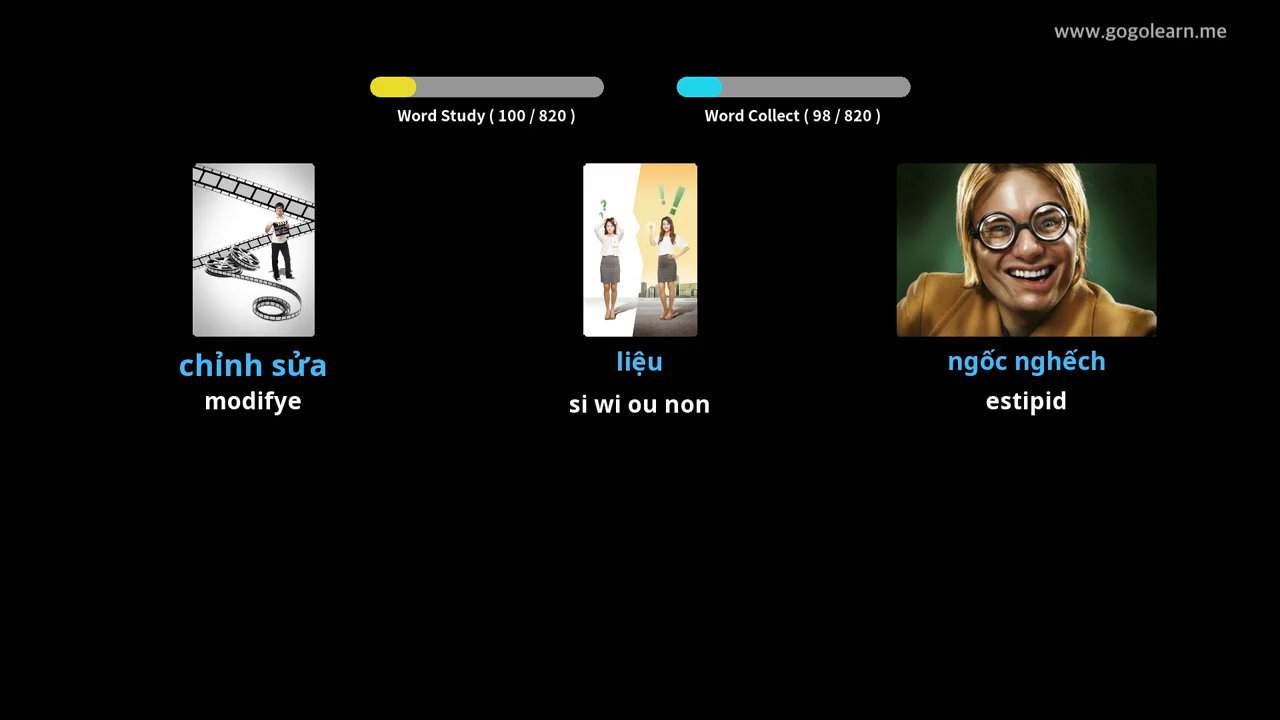 www.gogolearn.me
Word Study ( 100 / 820 )
Word Collect ( 98 / 820 )
chỉnh sửa
modifye
liệu
si wi ou non
ngốc nghếch
estipid